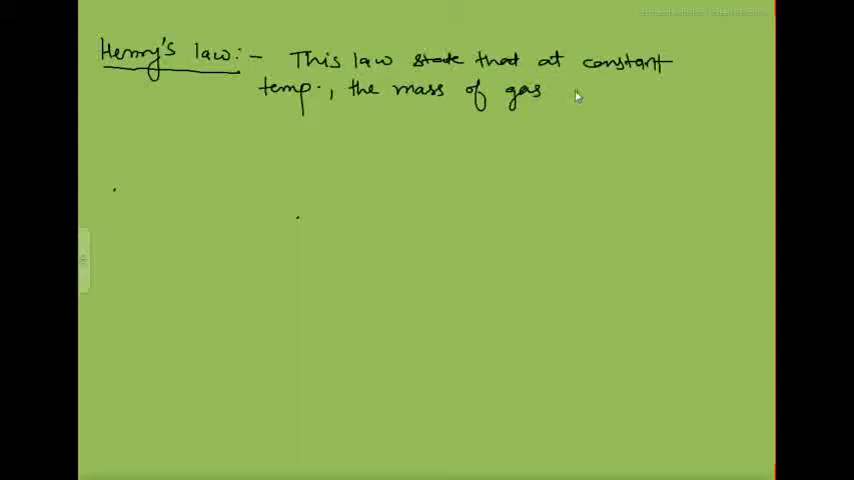 Henry's law:- This law state that at constant
temp., the mass of gas